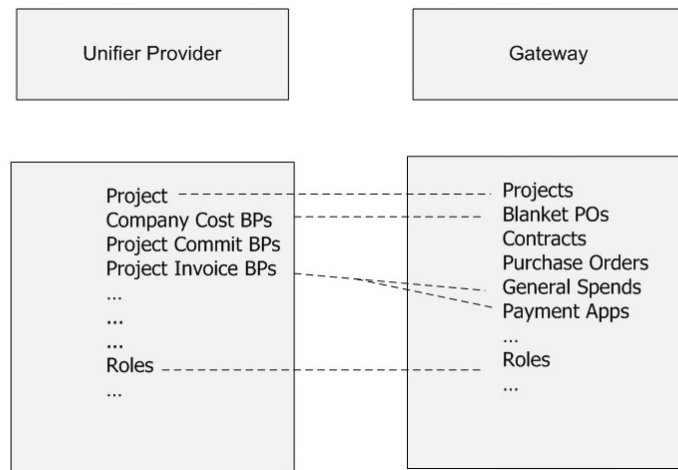 Unifier Provider
Gateway
Project
Company Cost BPs
Project Commit BPs
Project Invoice BPs
...
...
...
Roles
...
Projects
Blanket POs
Contracts
Purchase Orders
General Spends
Payment Apps
...
Roles
...